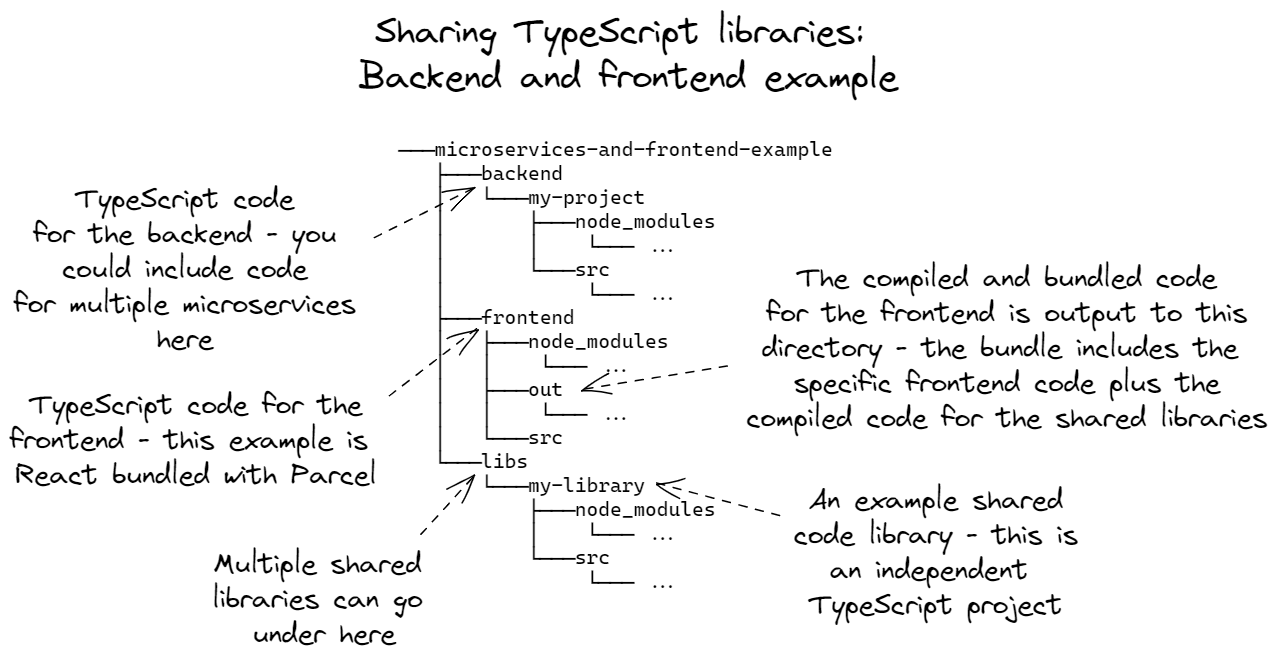 Sharing TypeScript libraries:
Backend and frontend example
microservices-and-frontend-example
backend
my-project
node_modules
...
src
...
frontend
node_modules
...
out
...
src
libs
my-library
node_modules
...
src
...
TypeScript code
for the backend - you
could include code
for multiple microservices
here
TypeScript code for the
frontend - this example is
React bundled with Parcel
Multiple shared
libraries can go
under here
The compiled and bundled code
for the frontend is output to this
directory - the bundle includes the
specific frontend code plus the
compiled code for the shared libraries
An example shared
code library - this is
an independent
TypeScript project